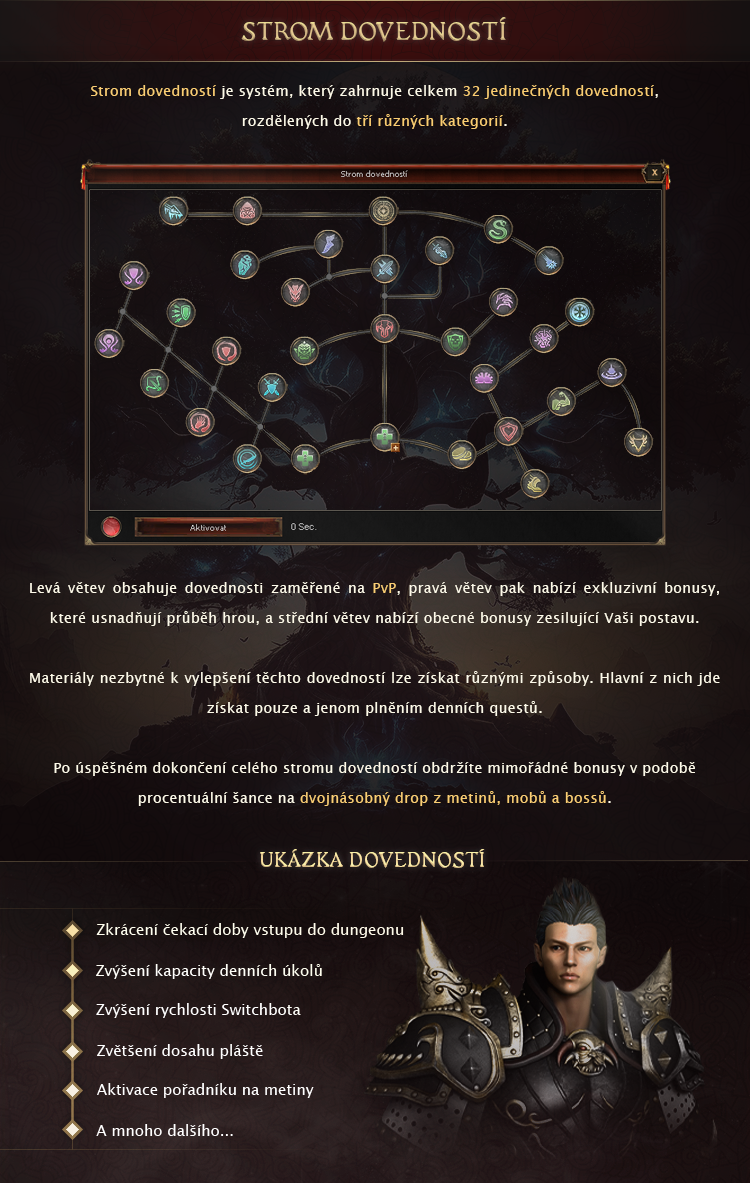 STROM DOVEDNOSTÍ
Strom dovedností je systém, který zahrnuje celkem 32 jedinečných dovedností,
rozdělených do tří různých kategorií.
Strom dovedností
x
Aktivovat
0 Sec.
Levá větev obsahuje dovednosti zaměřené na PvP, pravá větev pak nabízí exkluzivní bonusy,
které usnadňují průběh hrou, a střední větev nabízí obecné bonusy zesilující Vaši postavu.
Materiály nezbytné k vylepšení těchto dovedností lze získat různými způsoby. Hlavní z nich jde
získat pouze a jenom plněním denních questů.
Po úspěšném dokončení celého stromu dovedností obdržíte mimořádné bonusy v podobě
procentuální šance na dvojnásobný drop z metinů, mobů a bossů.
UKÁZKA DOVEDNOSTÍ
Zkrácení čekací doby vstupu do dungeonu
Zvýšení kapacity denních úkolů
Zvýšení rychlosti Switchbota
Zvětšení dosahu pláště
Aktivace pořadníku na metiny
A mnoho dalšího...